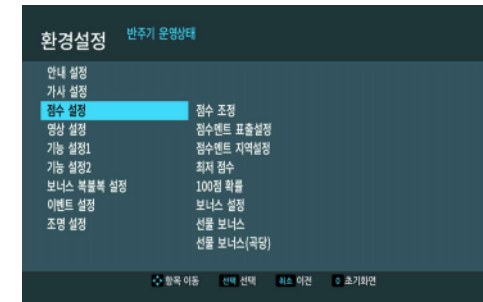 환경설정 반주기 운영상태
안내 설정
가사 설정
점수 설정 점수 조정
영상 설정 점수멘트 표출설정
기능 설정1 점수멘트 지역설정
기능 설정2 최저 점수
보너스 복불복 설정 100점 확률
이벤트 설정 보너스 설정
조명 설정 선물 보너스
선물 보너스(곡당)
항목 이동 선택 선택 취소 이전 0 초기화면